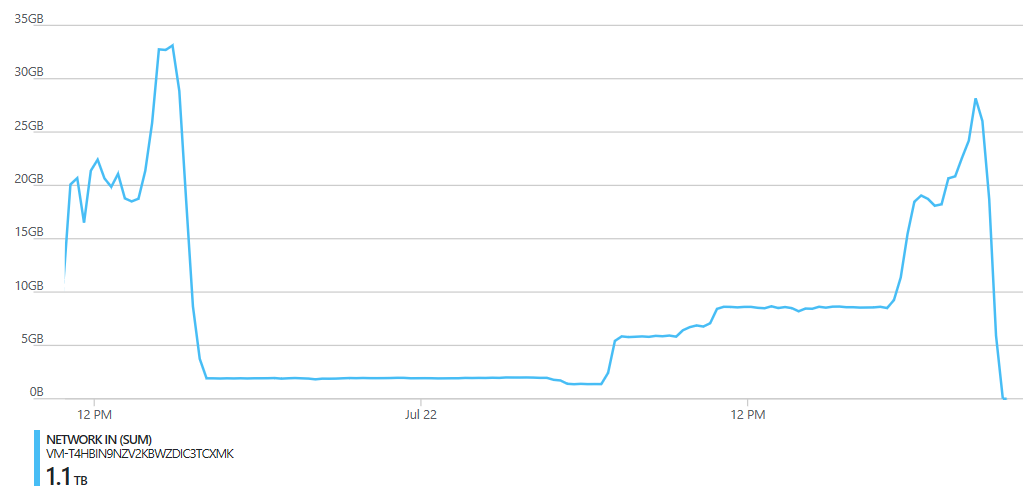 35GB
30GB
25GB
20GB
15GB
10GB
5GB
0B
12 PM Jul 22 12 PM
NETWORK IN (SUM)
VM-T4HBIN9NZV2KBWZDIC3TCXMK
1.1 TB